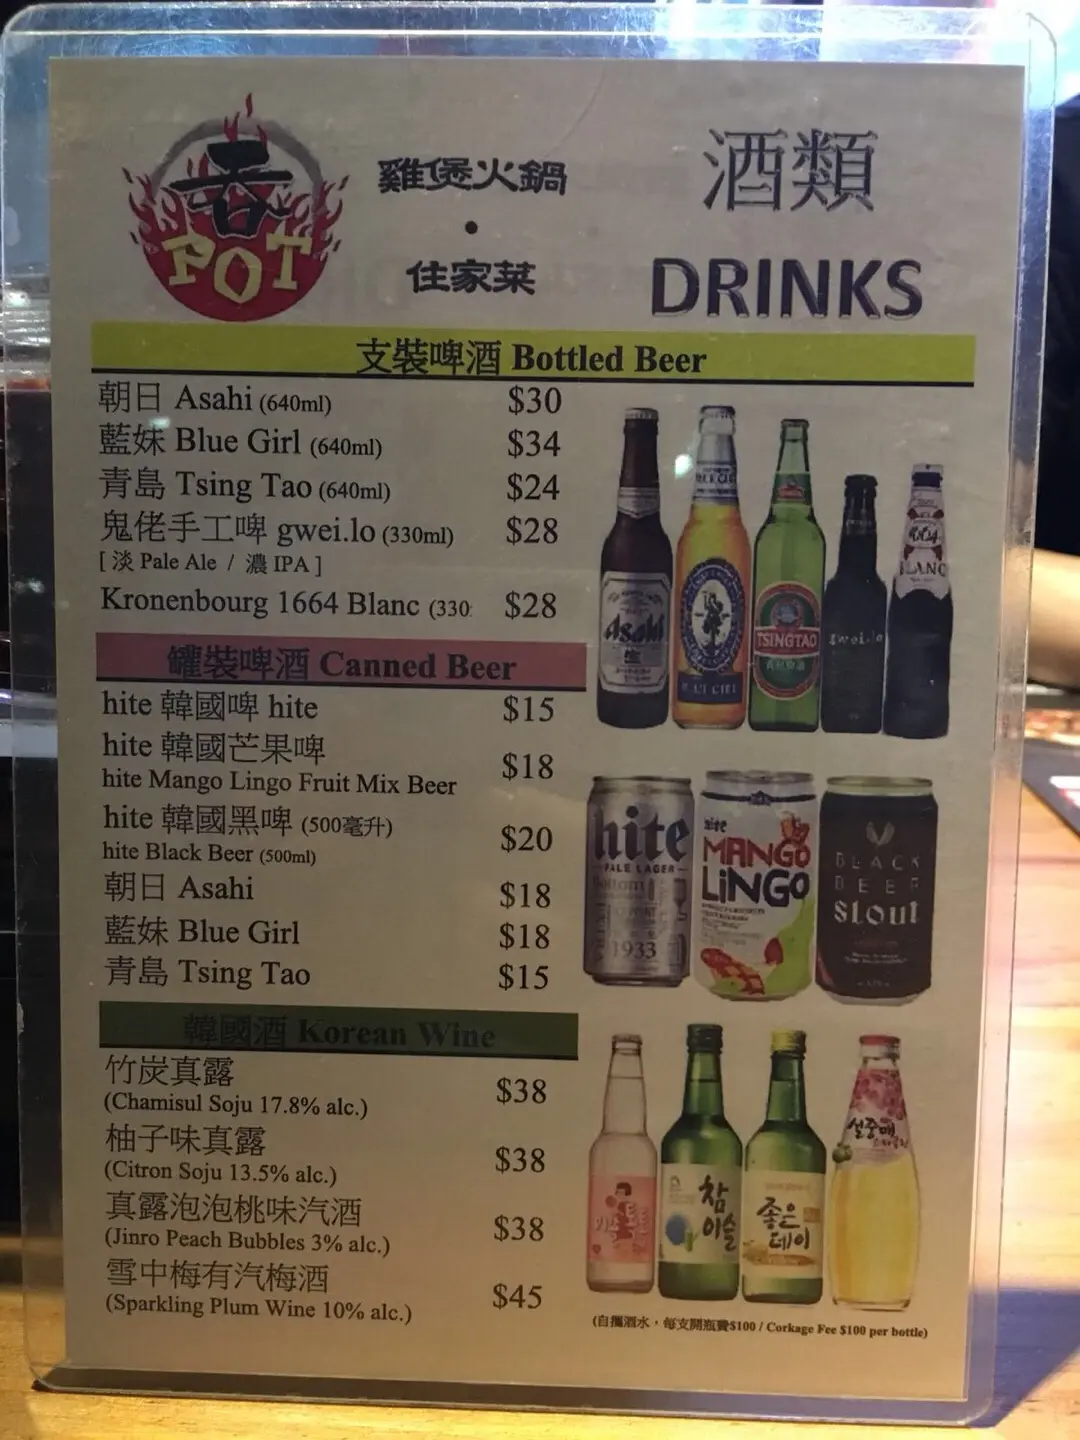 吞
POT
雞煲火鍋
•
住家菜
酒類
DRINKS
支裝啤酒 Bottled Beer
朝日 Asahi (640ml) $30
藍妹 Blue Girl (640ml) $34
青島 Tsing Tao (640ml) $24
鬼佬手工啤 gwei.lo (330ml) $28
[ 淡 Pale Ale / 濃 IPA ]
Kronenbourg 1664 Blanc (330 $28
罐裝啤酒 Canned Beer
hite 韓國啤 hite $15
hite 韓國芒果啤
hite Mango Lingo Fruit Mix Beer $18
hite 韓國黑啤 (500毫升)
hite Black Beer (500ml) $20
朝日 Asahi $18
藍妹 Blue Girl $18
青島 Tsing Tao $15
韓國酒 Korean Wine
竹炭真露
(Chamisul Soju 17.8% alc.) $38
柚子味真露
(Citron Soju 13.5% alc.) $38
真露泡泡桃味汽酒
(Jinro Peach Bubbles 3% alc.) $38
雪中梅有汽梅酒
(Sparkling Plum Wine 10% alc.) $45
Asahi
生
TSINGTAO
gwei.lo
1664
BLANC
hite
PALE LAGER
1933
hite
MANGO
LiNGO
BLACK
BEER
Stout
참
이슬
좋은
데이
설중매
(自攜酒水，每支開瓶費$100 / Corkage Fee $100 per bottle)